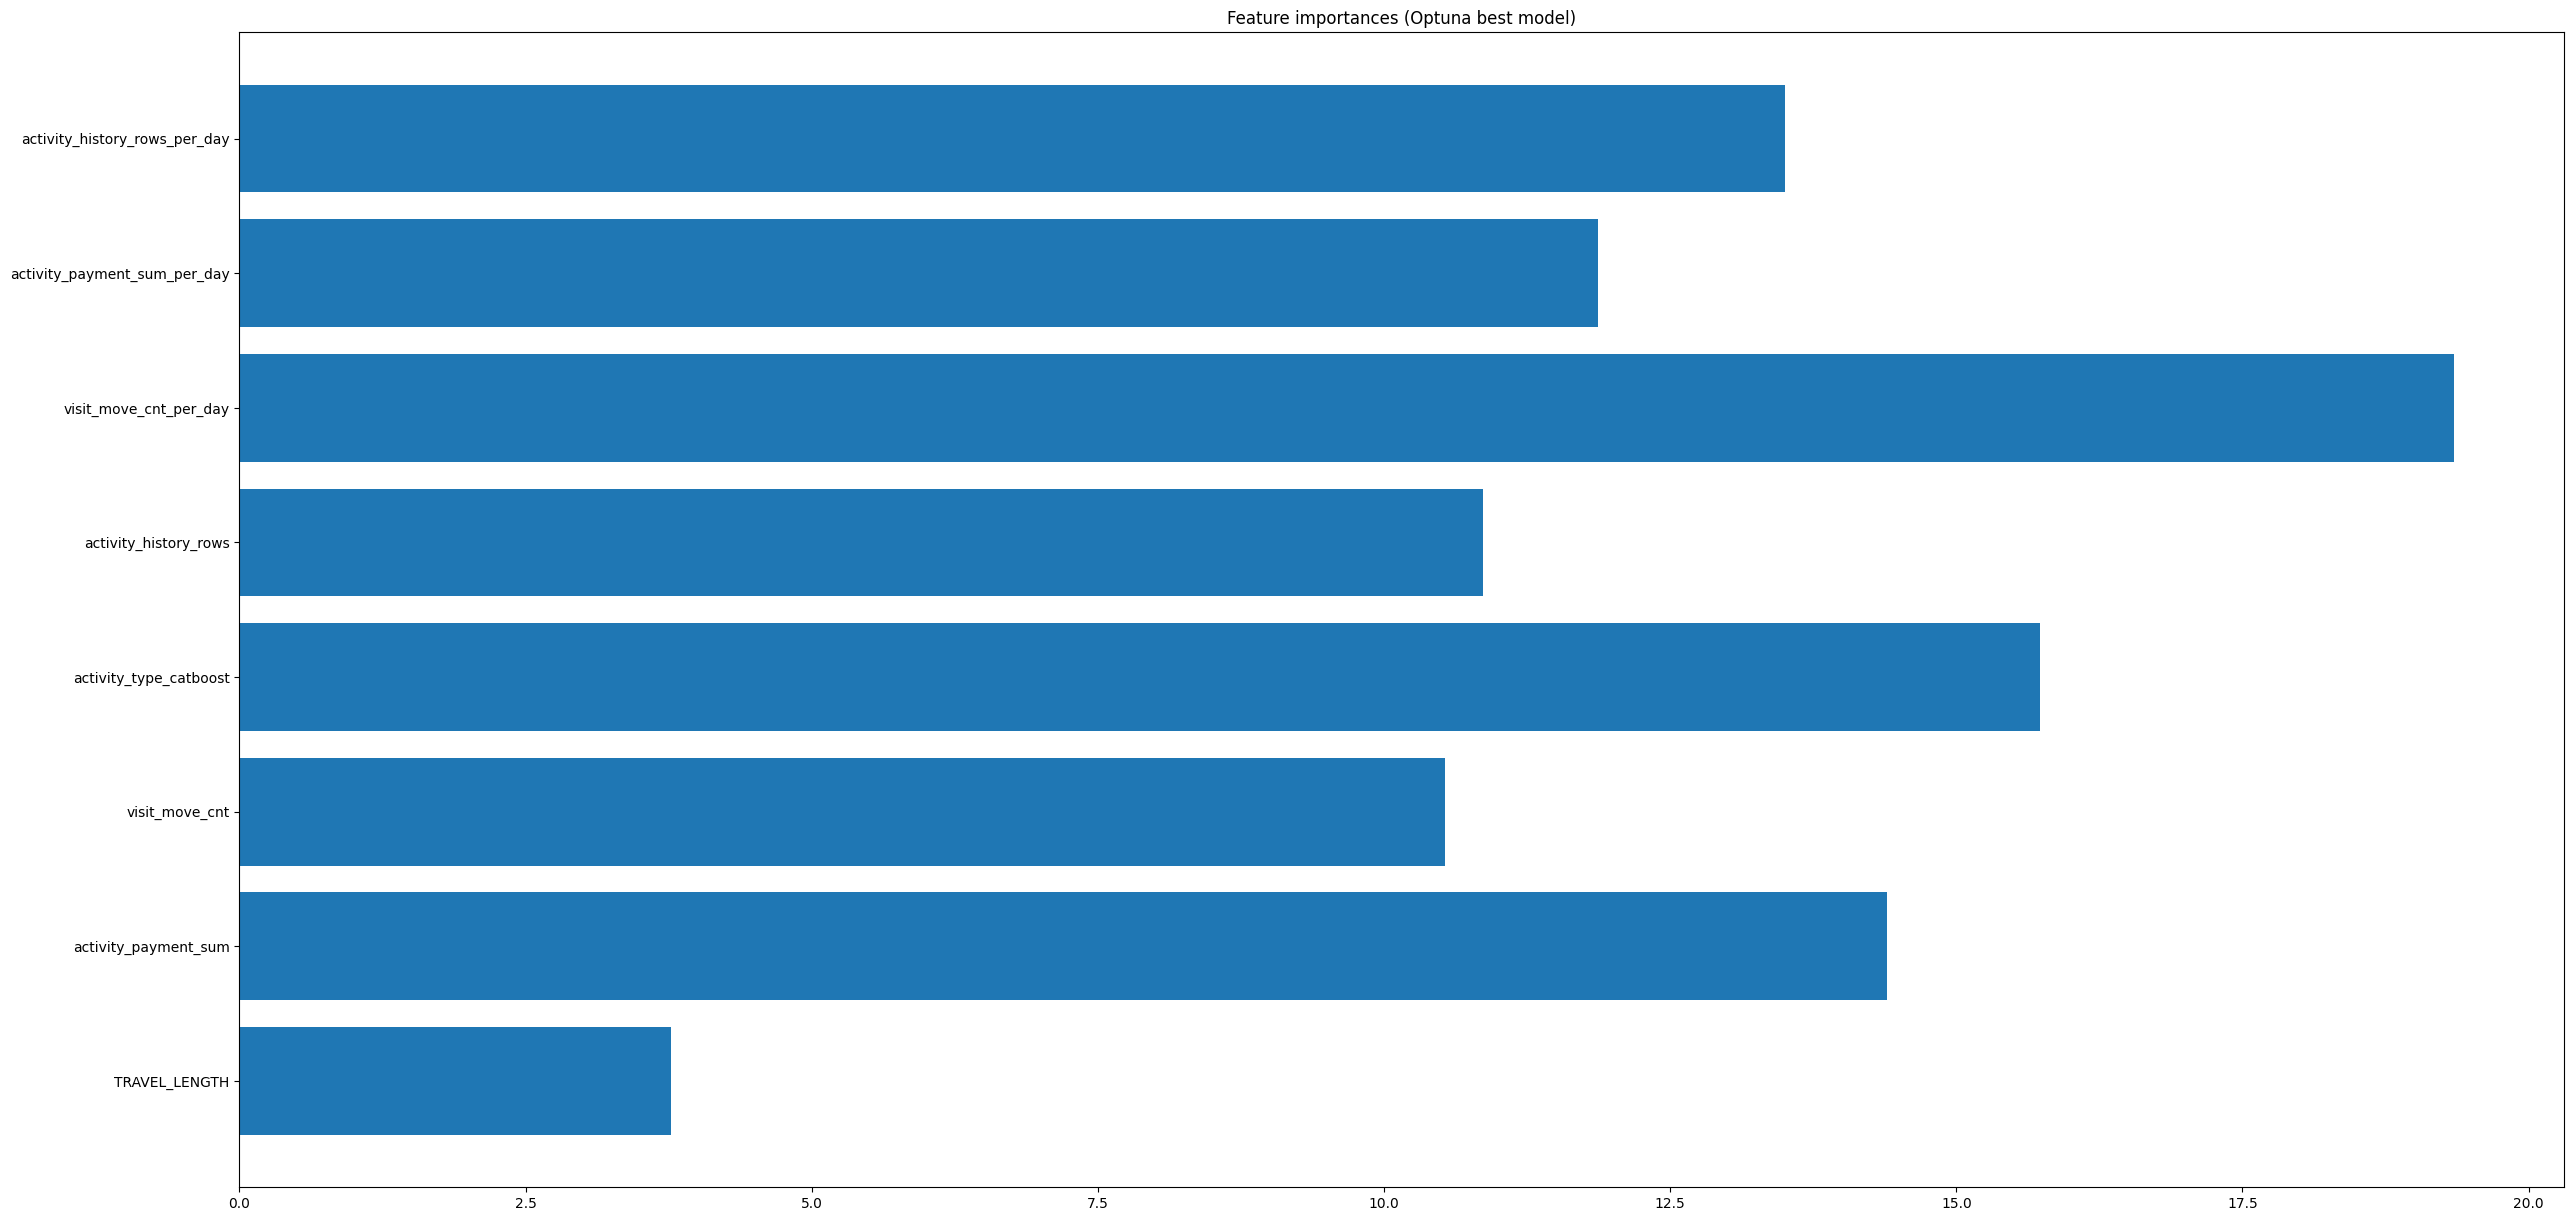 Feature importances (Optuna best model)
activity_history_rows_per_day
activity_payment_sum_per_day
visit_move_cnt_per_day
activity_history_rows
activity_type_catboost
visit_move_cnt
activity_payment_sum
TRAVEL_LENGTH
0.0 2.5 5.0 7.5 10.0 12.5 15.0 17.5 20.0